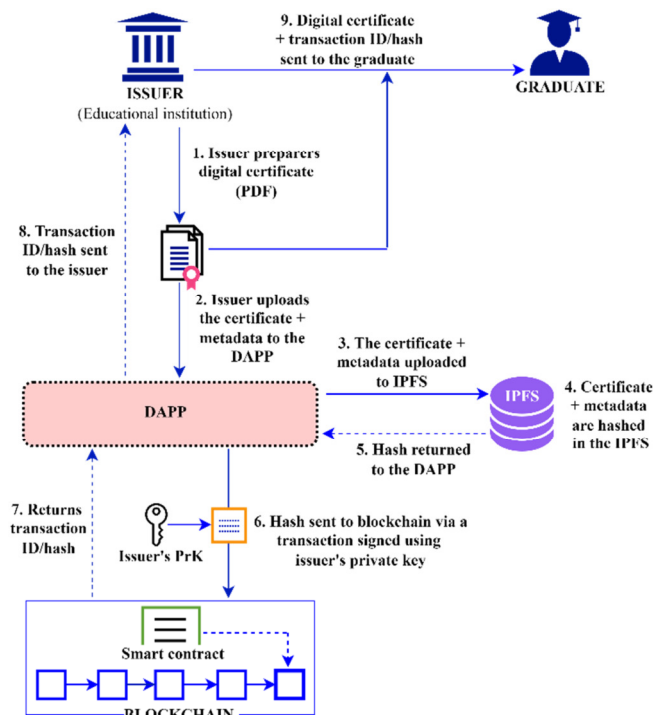 9. Digital certificate
+ transaction ID/hash
sent to the graduate
ISSUER
(Educational institution)
GRADUATE
1. Issuer preparers
digital certificate
(PDF)
8. Transaction
ID/hash sent
to the issuer
2. Issuer uploads
the certificate +
metadata to the
DAPP
3. The certificate +
metadata uploaded
to IPFS
IPFS
4. Certificate
+ metadata
are hashed
in the IPFS
DAPP
5. Hash returned
to the DAPP
7. Returns
transaction
ID/hash
Issuer's PrK
6. Hash sent to blockchain via a
transaction signed using
issuer's private key
Smart contract
BLOCKCHAIN